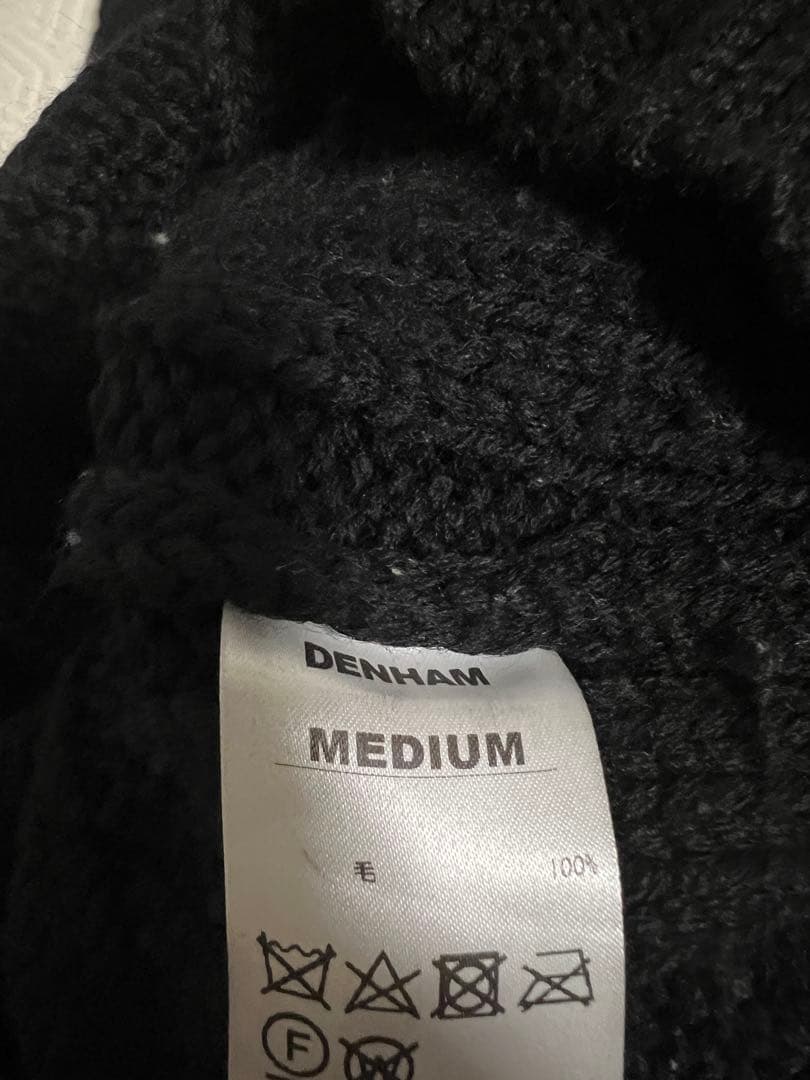 DENHAM
MEDIUM
毛 100%
F
W